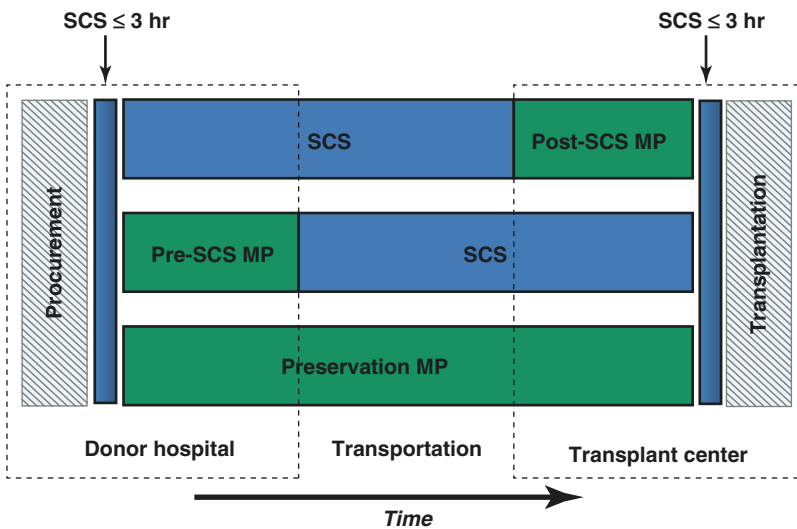 SCS ≤ 3 hr
SCS ≤ 3 hr
Procurement
SCS
Post-SCS MP
Pre-SCS MP
SCS
Preservation MP
Transplantation
Donor hospital
Transportation
Transplant center
Time